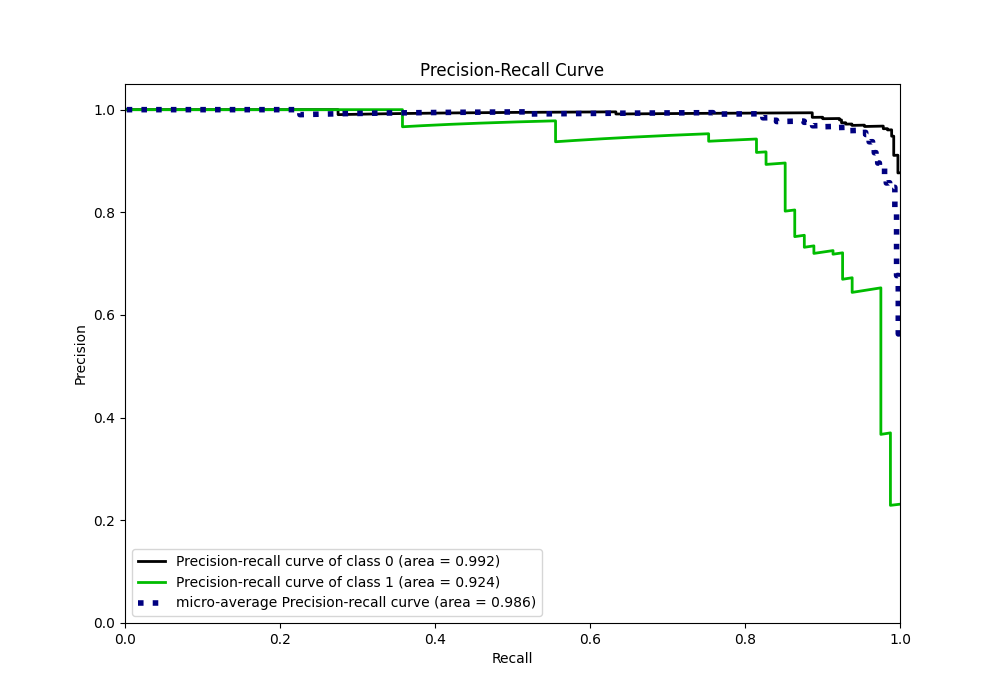 Precision-Recall Curve
1.0
0.8
0.6
0.4
0.2
0.0
Precision
Precision-recall curve of class 0 (area = 0.992)
Precision-recall curve of class 1 (area = 0.924)
micro-average Precision-recall curve (area = 0.986)
0.0 0.2 0.4 0.6 0.8 1.0
Recall